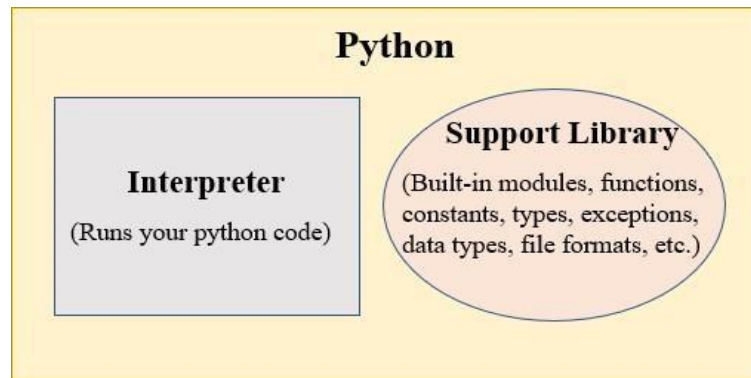 Python
Interpreter
(Runs your python code)
Support Library
(Built-in modules, functions,
constants, types, exceptions,
data types, file formats, etc.)